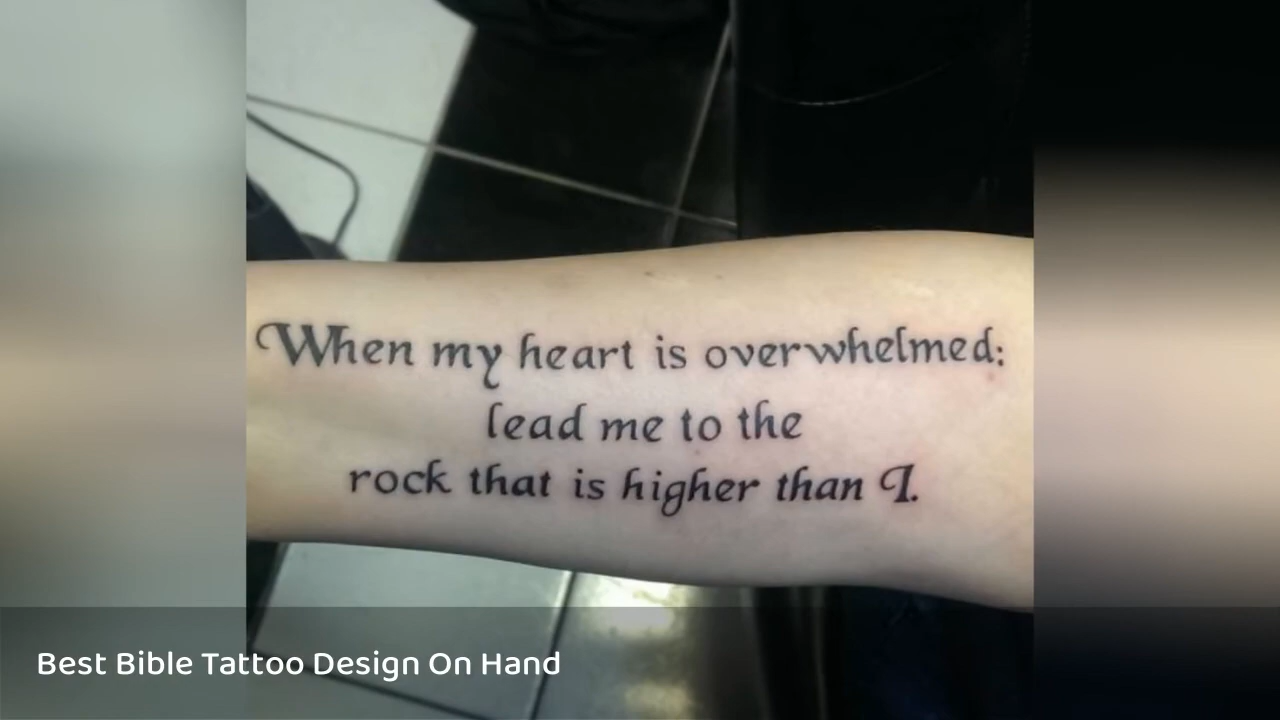 When my heart is overwhelmed:
lead me to the
rock that is higher than I.
Best Bible Tattoo Design On Hand